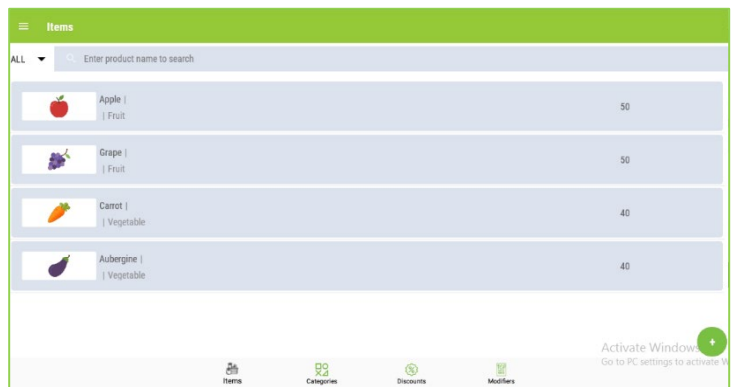 Items
ALL Enter product name to search
Apple |
| Fruit
50
Grape |
| Fruit
50
Carrot |
| Vegetable
40
Aubergine |
| Vegetable
40
Activate Windows
Go to PC settings to activate W
Items Categories Discounts Modifiers